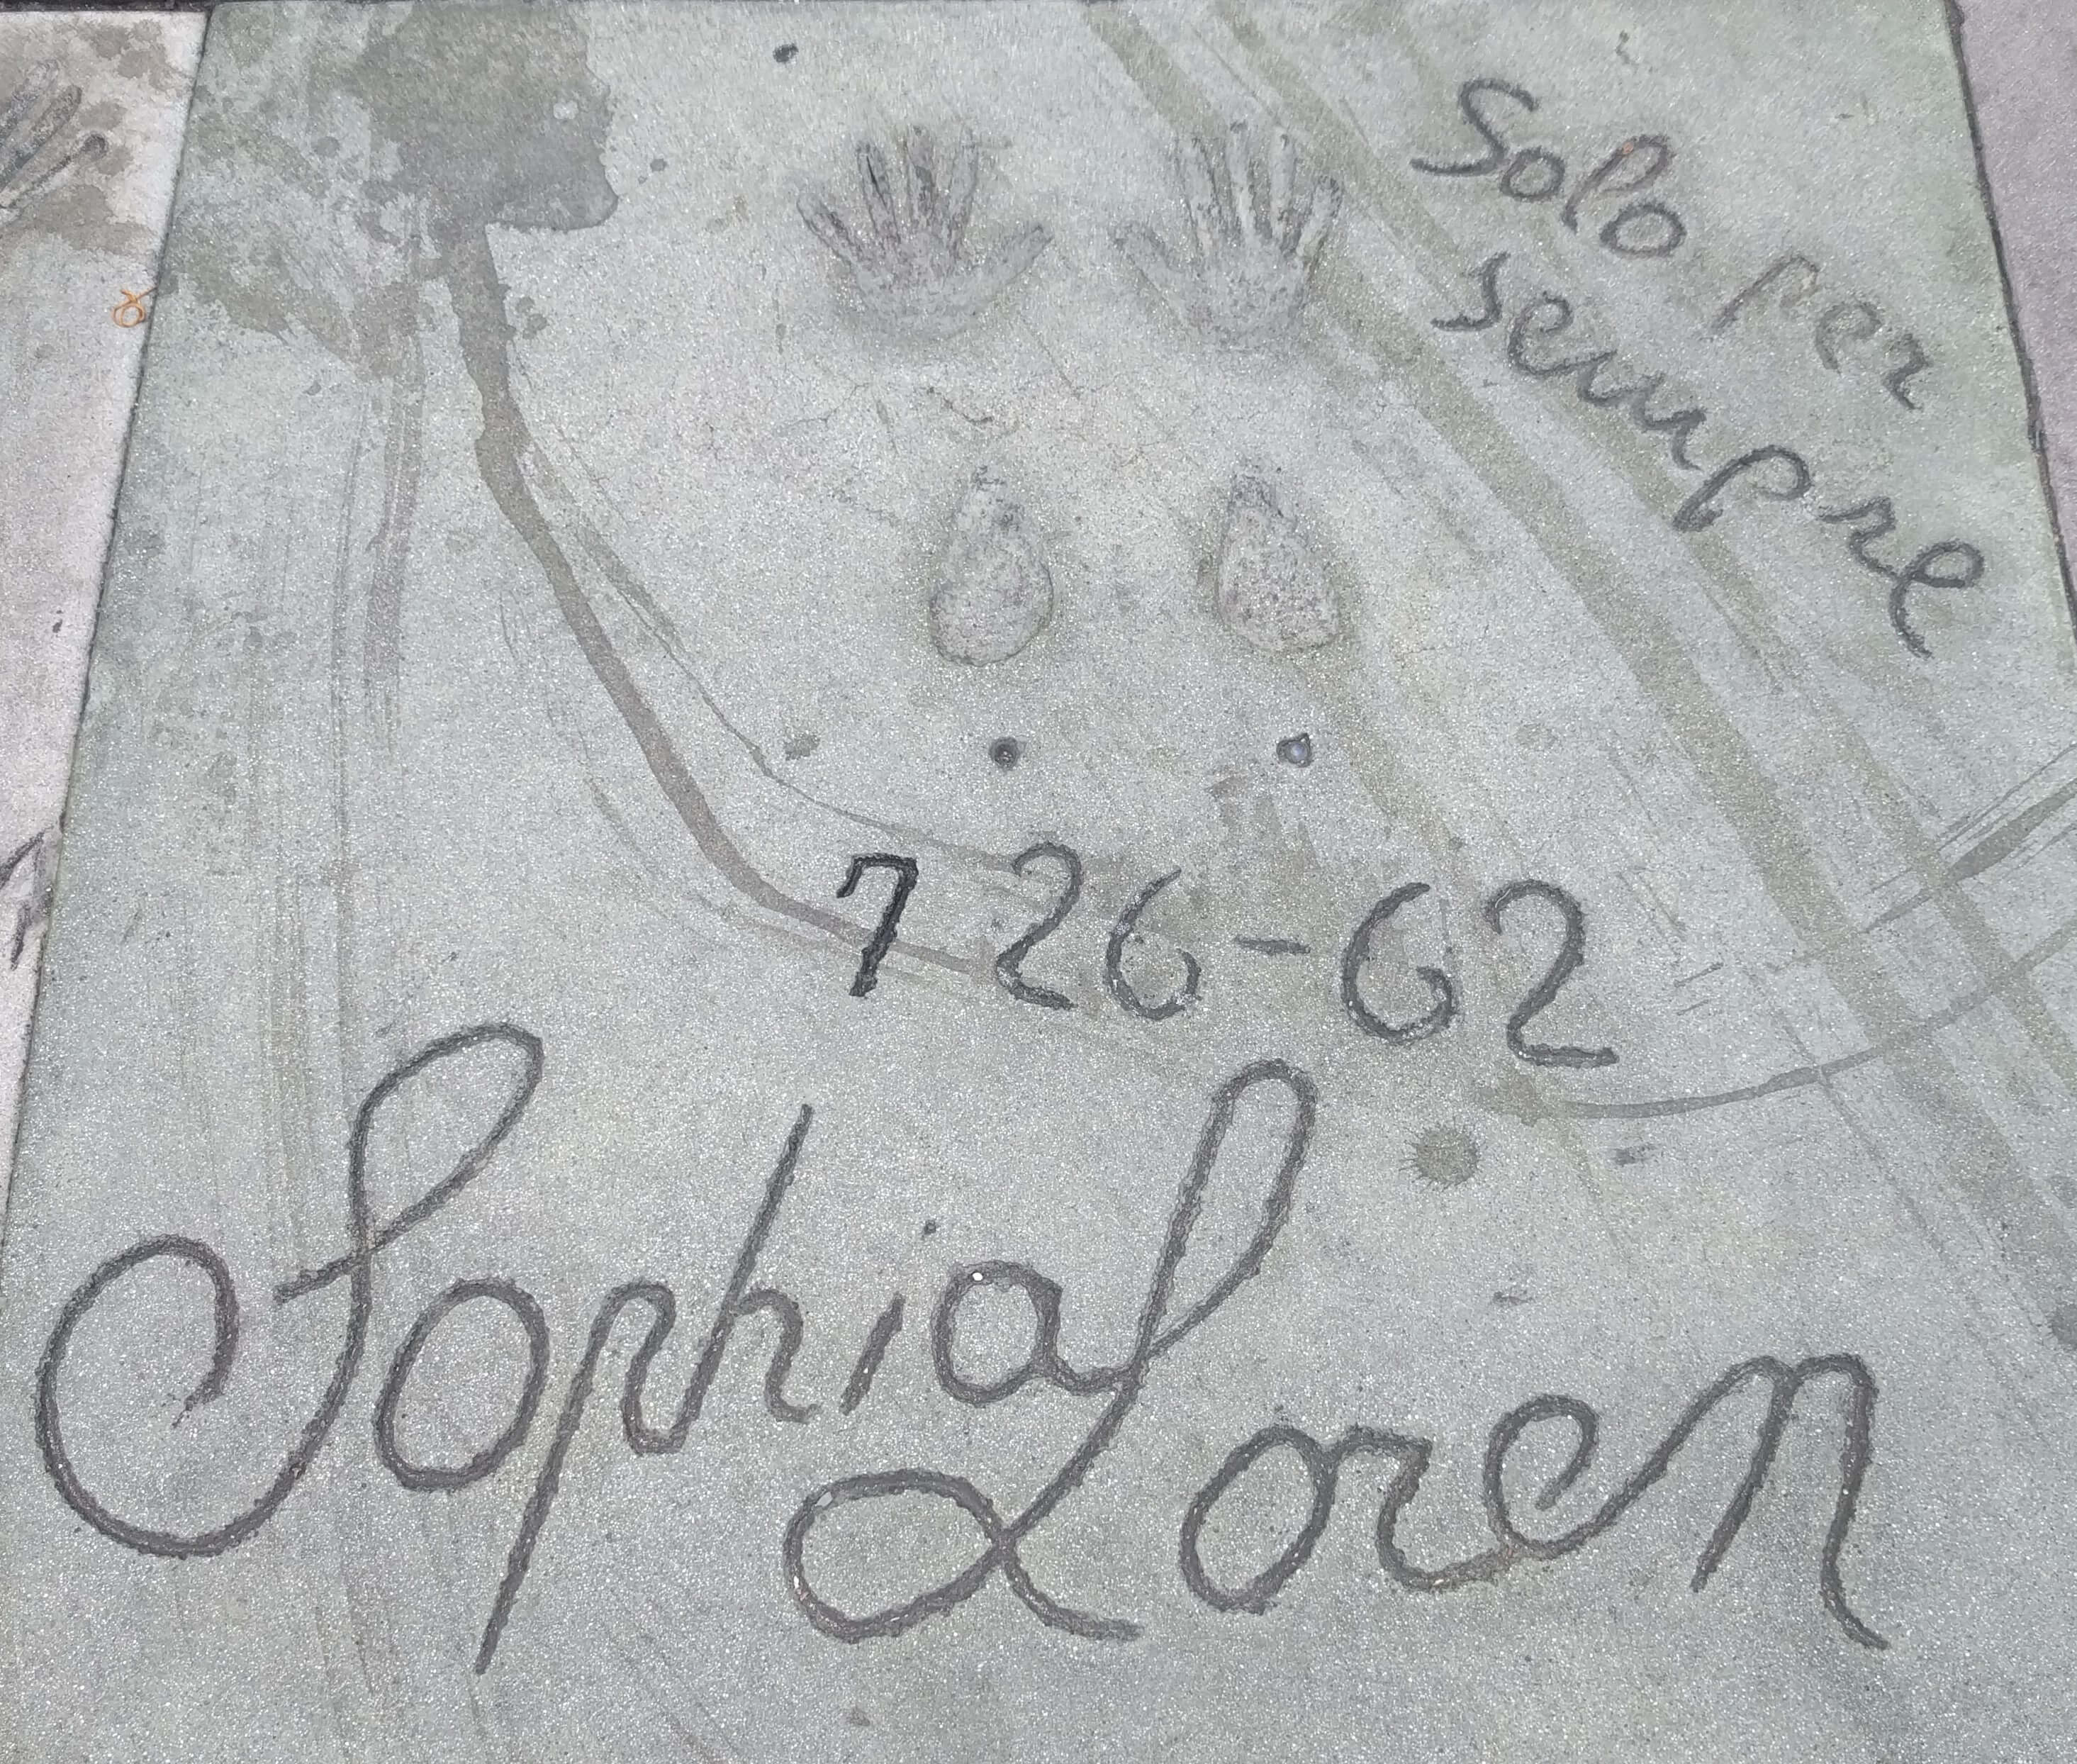 Solo per
sempre
7 26-62
Sophia
Loren